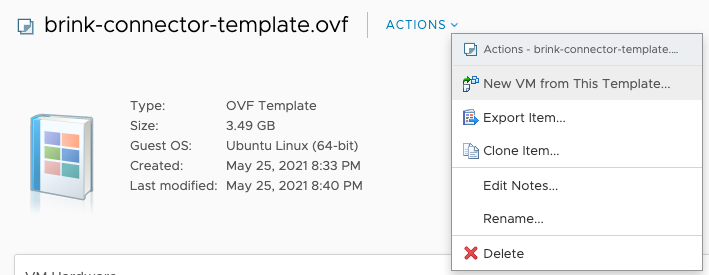 brink-connector-template.ovf
ACTIONS
Actions - brink-connector-template....
New VM from This Template...
Export Item...
Clone Item...
Edit Notes...
Rename...
Delete
Type: OVF Template
Size: 3.49 GB
Guest OS: Ubuntu Linux (64-bit)
Created: May 25, 2021 8:33 PM
Last modified: May 25, 2021 8:40 PM
VM Hardware